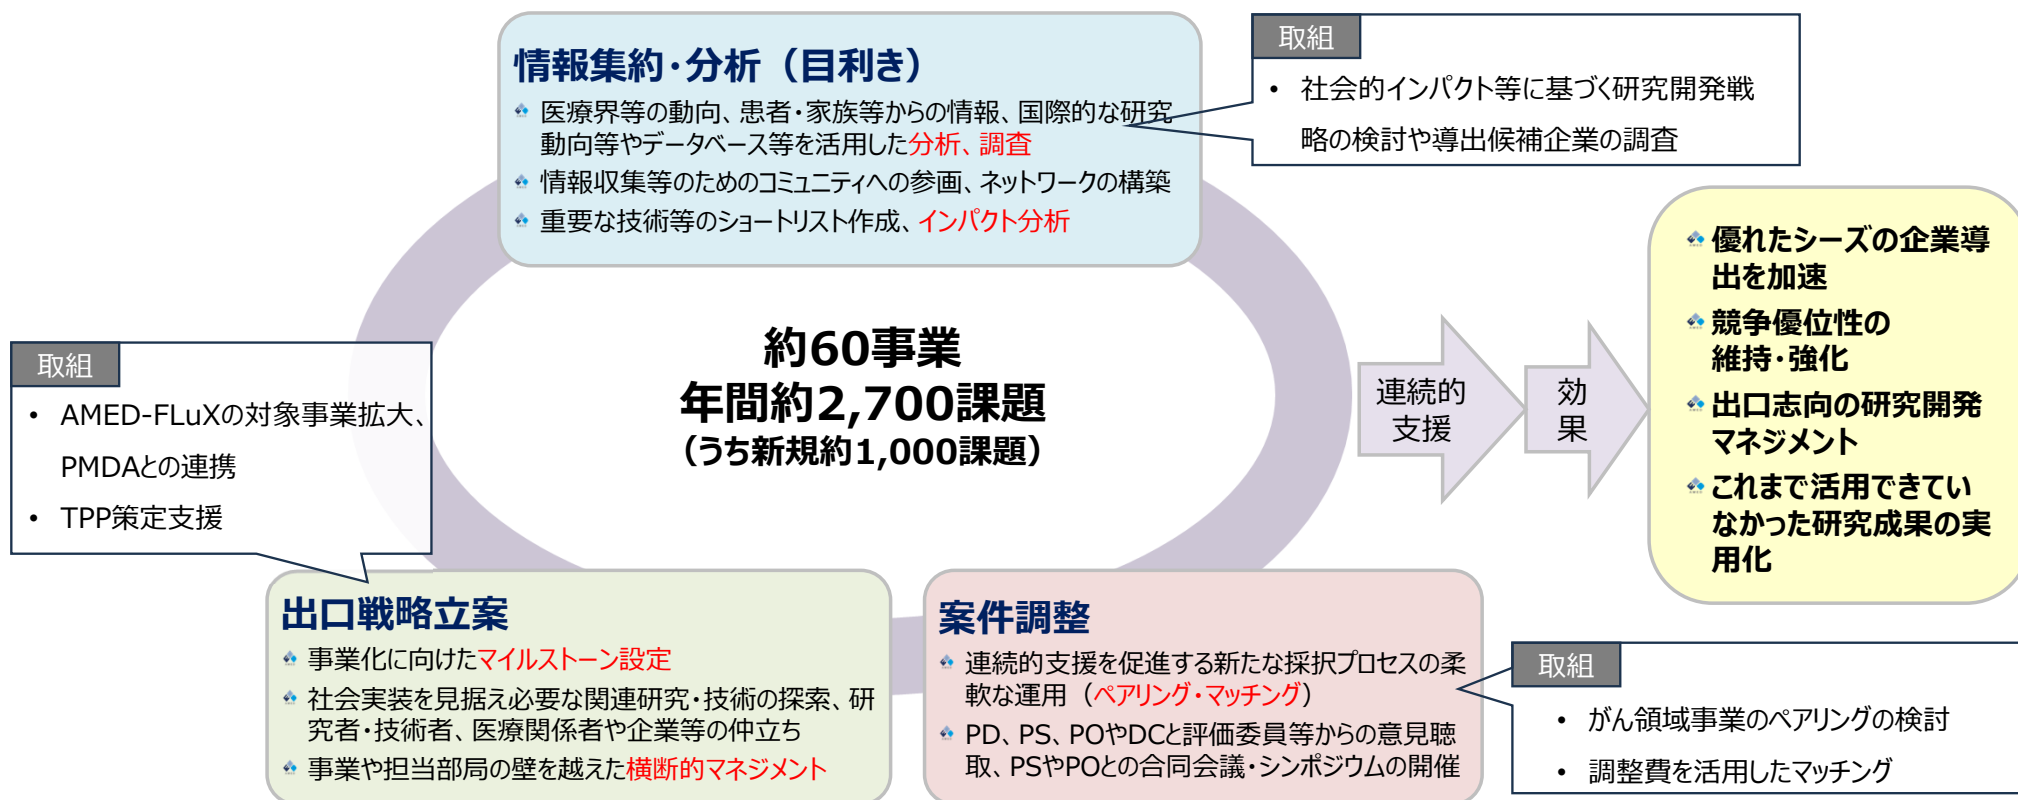 情報集約・分析（目利き）
医療界等の動向、患者・家族等からの情報、国際的な研究
動向等やデータベース等を活用した分析、調査
情報収集等のためのコミュニティへの参画、ネットワークの構築
重要な技術等のショートリスト作成、インパクト分析
取組
• 社会的インパクト等に基づく研究開発戦
略の検討や導出候補企業の調査
約60事業
年間約2,700課題
（うち新規約1,000課題）
取組
• AMED-FLuXの対象事業拡大、
PMDAとの連携
• TPP策定支援
連続的
支援
効
果
優れたシーズの企業導
出を加速
競争優位性の
維持・強化
出口志向の研究開発
マネジメント
これまで活用できてい
なかった研究成果の実
用化
出口戦略立案
事業化に向けたマイルストーン設定
社会実装を見据え必要な関連研究・技術の探索、研
究者・技術者、医療関係者や企業等の仲立ち
事業や担当部局の壁を越えた横断的マネジメント
案件調整
連続的支援を促進する新たな採択プロセスの柔
軟な運用（ペアリング・マッチング）
PD、PS、POやDCと評価委員等からの意見聴
取、PSやPOとの合同会議・シンポジウムの開催
取組
• がん領域事業のペアリングの検討
• 調整費を活用したマッチング